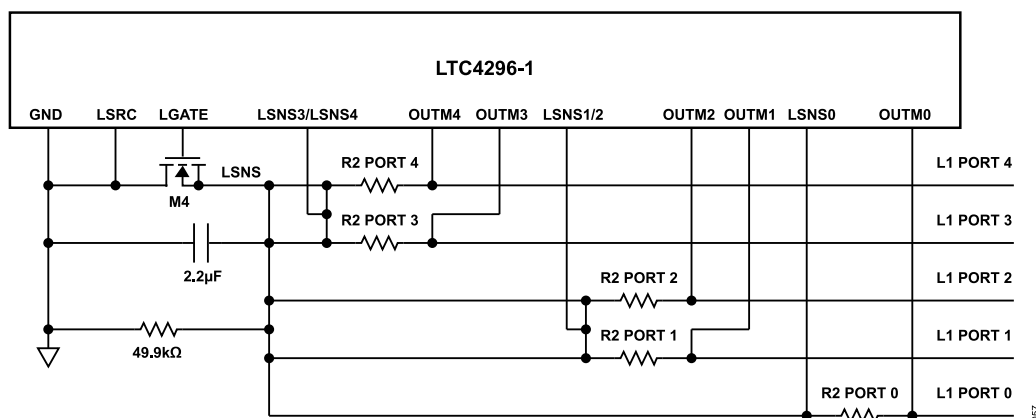 LTC4296-1
GND LSRC LGATE LSNS3/LSNS4 OUTM4 OUTM3 LSNS1/2 OUTM2 OUTM1 LSNS0 OUTM0
LSNS R2 PORT 4 L1 PORT 4
M4
R2 PORT 3 L1 PORT 3
2.2µF
R2 PORT 2 L1 PORT 2
R2 PORT 1 L1 PORT 1
49.9kΩ
R2 PORT 0 L1 PORT 0